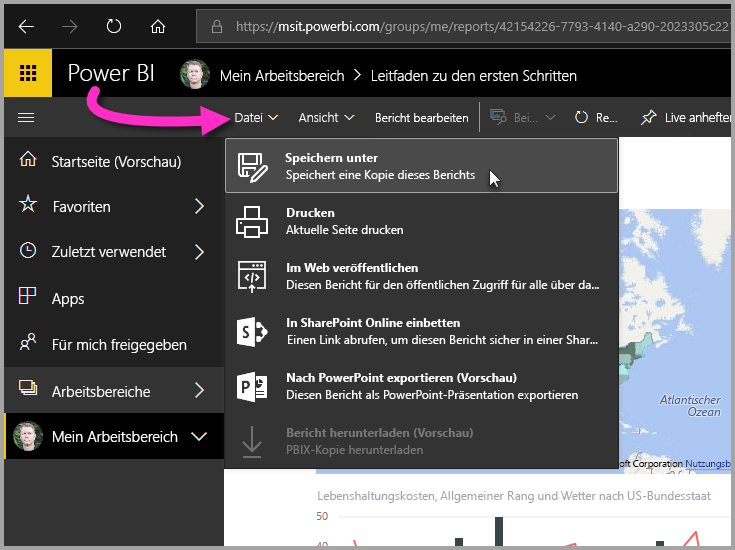 https://msit.powerbi.com/groups/me/reports/42154226-7793-4140-a290-2023305c221
Power BI Mein Arbeitsbereich > Leitfaden zu den ersten Schritten
Datei Ansicht Bericht bearbeiten Bei... Re... Live anheften
Startseite (Vorschau)
Favoriten
Zuletzt verwendet
Apps
Für mich freigegeben
Arbeitsbereiche
Mein Arbeitsbereich
Speichern unter
Speichert eine Kopie dieses Berichts
Drucken
Aktuelle Seite drucken
Im Web veröffentlichen
Diesen Bericht für den öffentlichen Zugriff für alle über da...
In SharePoint Online einbetten
Einen Link abrufen, um diesen Bericht sicher in einer Shar...
Nach PowerPoint exportieren (Vorschau)
Diesen Bericht als PowerPoint-Präsentation exportieren
Bericht herunterladen (Vorschau)
PBIX-Kopie herunterladen
Atlantischer
Ozean
oft Corporation Nutzungsb
Lebenshaltungskosten, Allgemeiner Rang und Wetter nach US-Bundesstaat
50
40